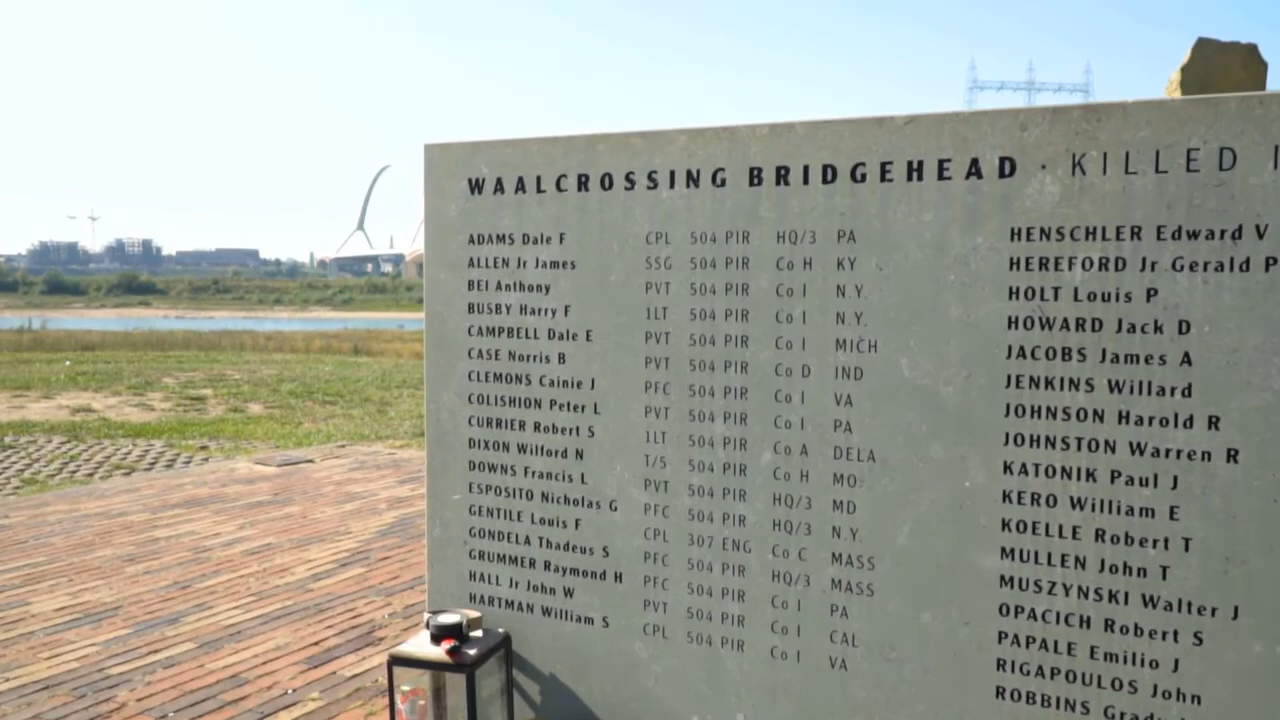 WAALCROSSING BRIDGEHEAD · KILLED
ADAMS Dale F CPL 504 PIR HQ/3 PA
ALLEN Jr James SSG 504 PIR Co H KY
BEI Anthony PVT 504 PIR Co I N.Y.
BUSBY Harry F 1LT 504 PIR Co I N.Y.
CAMPBELL Dale E PVT 504 PIR Co I MICH
CASE Norris B PVT 504 PIR Co D IND
CLEMONS Cainie J PFC 504 PIR Co I VA
COLISHION Peter L PVT 504 PIR Co I PA
CURRIER Robert S 1LT 504 PIR Co A DELA
DIXON Wilford N T/5 504 PIR Co H MO
DOWNS Francis L PVT 504 PIR HQ/3 MD
ESPOSITO Nicholas G PFC 504 PIR HQ/3 N.Y.
GENTILE Louis F CPL 307 ENG Co C MASS
GONDELA Thadeus S PFC 504 PIR HQ/3 MASS
GRUMMER Raymond H PFC 504 PIR Co I PA
HALL Jr John W PVT 504 PIR Co I CAL
HARTMAN William S CPL 504 PIR Co I VA
HENSCHLER Edward V
HEREFORD Jr Gerald P
HOLT Louis P
HOWARD Jack D
JACOBS James A
JENKINS Willard
JOHNSON Harold R
JOHNSTON Warren R
KATONIK Paul J
KERO William E
KOELLE Robert T
MULLEN John T
MUSZYNSKI Walter J
OPACICH Robert S
PAPALE Emilio J
RIGAPOULOS John
ROBBINS